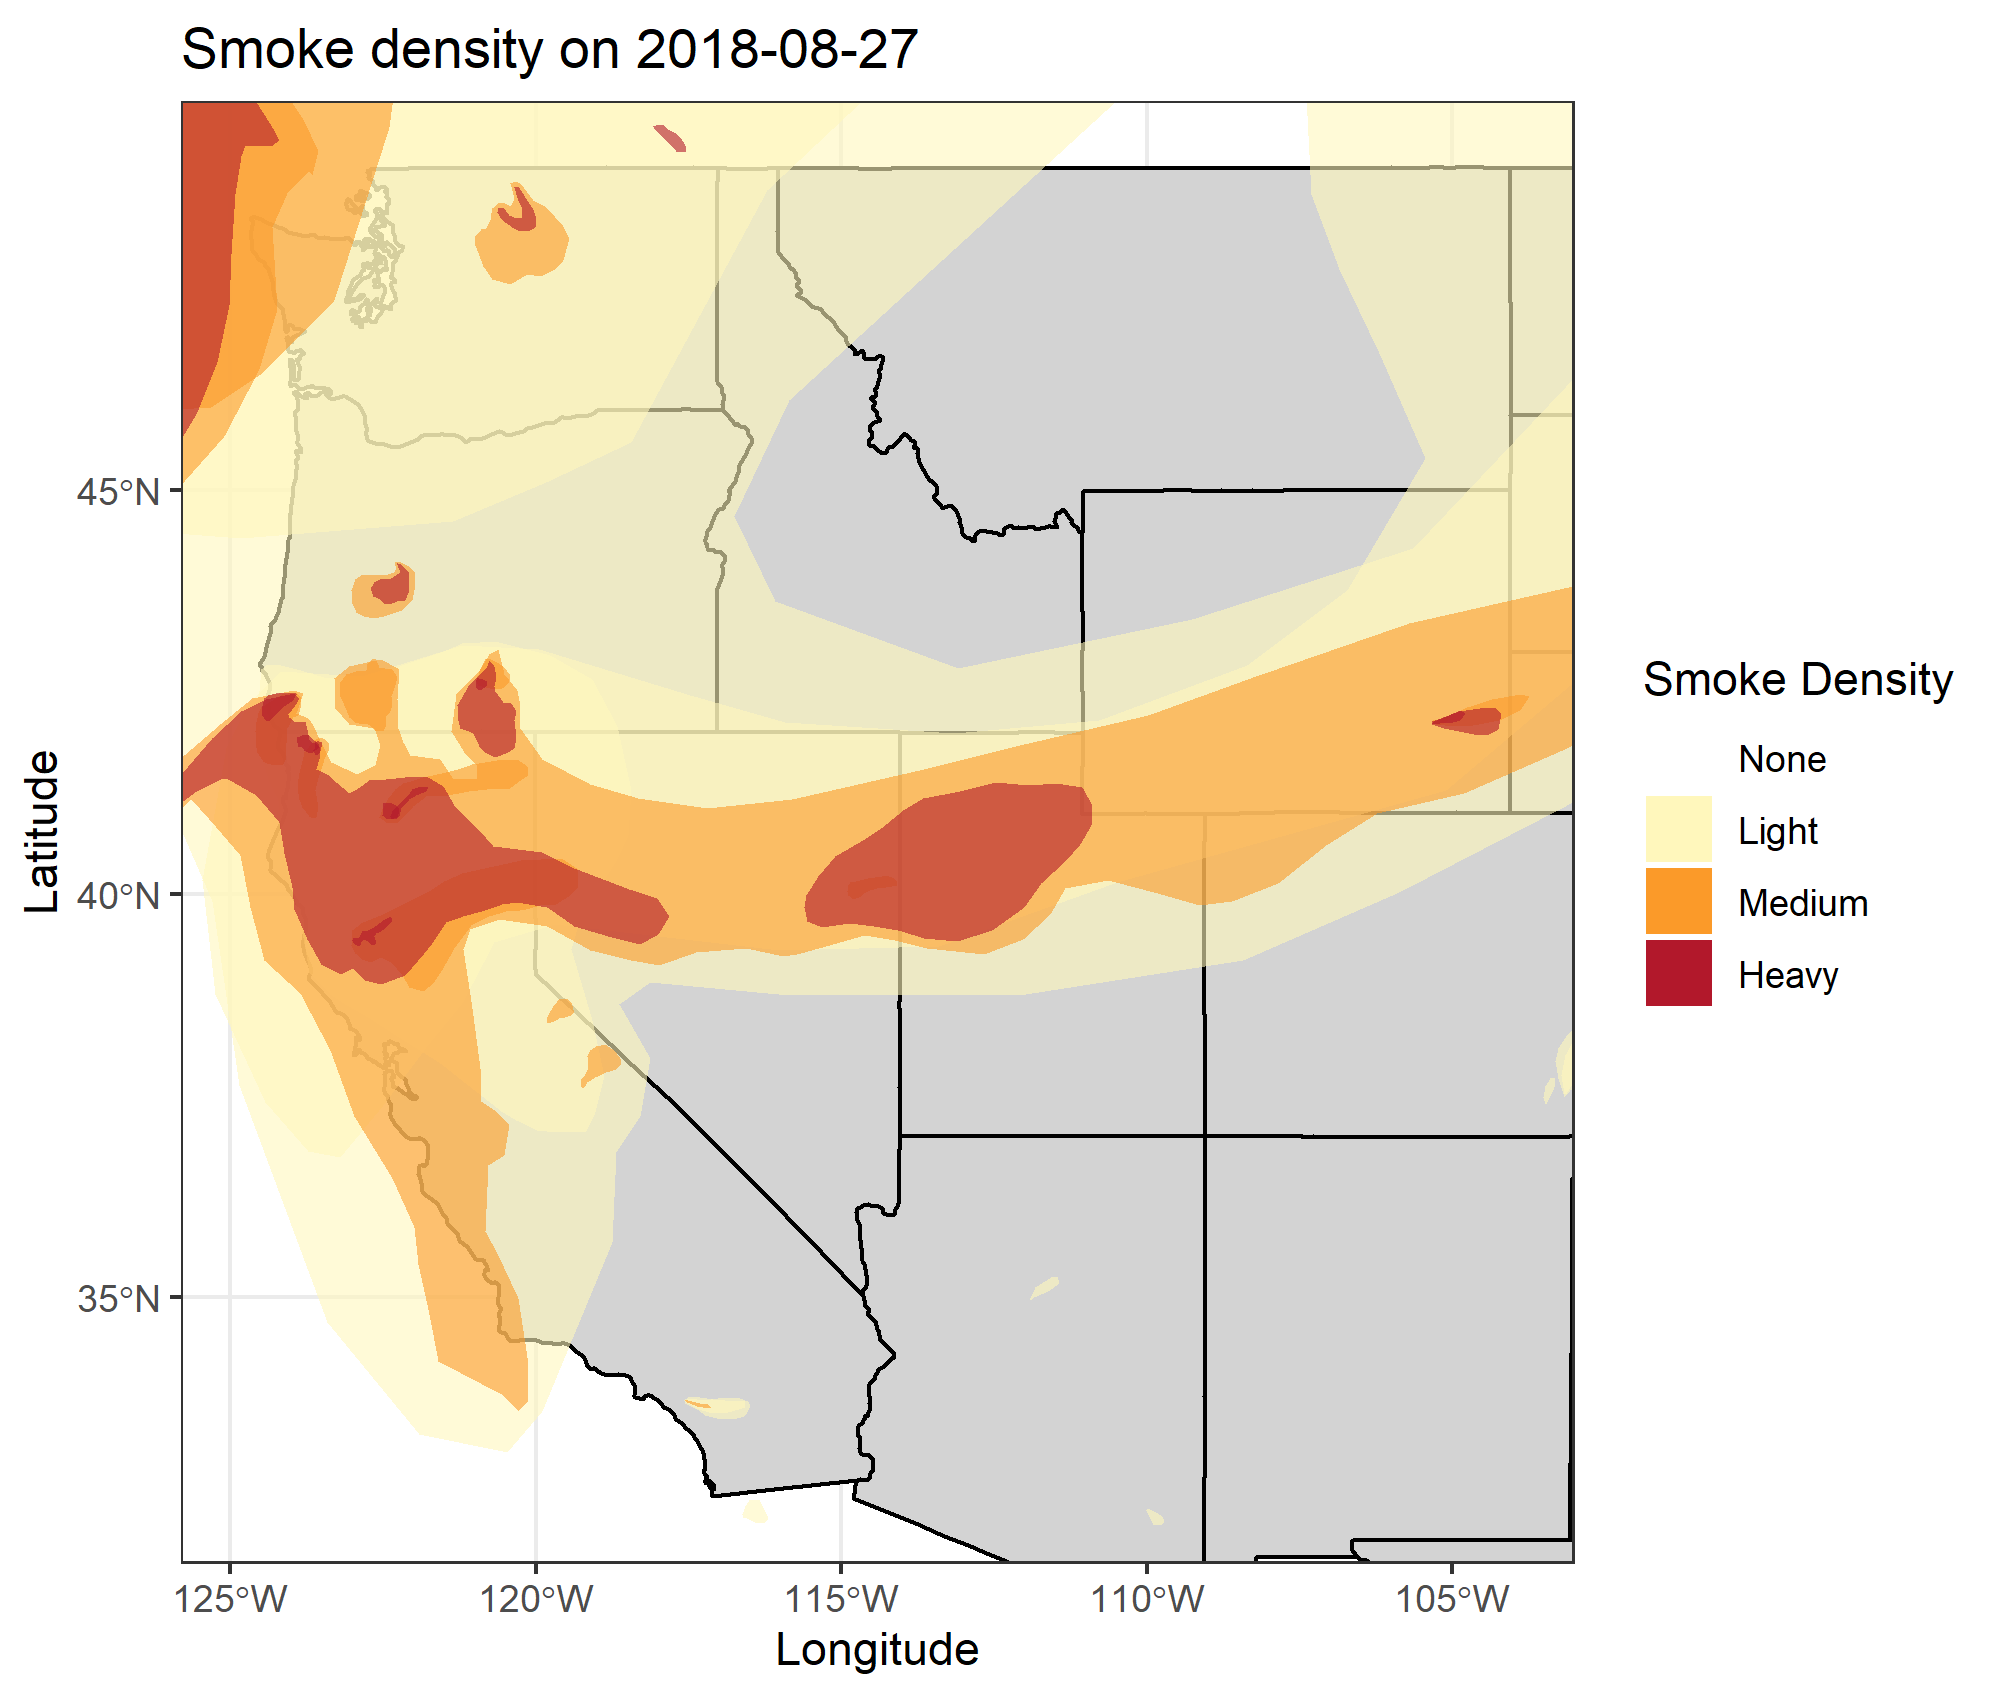 Smoke density on 2018-08-27
45°N
40°N
35°N
Latitude
125°W 120°W 115°W 110°W 105°W
Longitude
Smoke Density
None
Light
Medium
Heavy